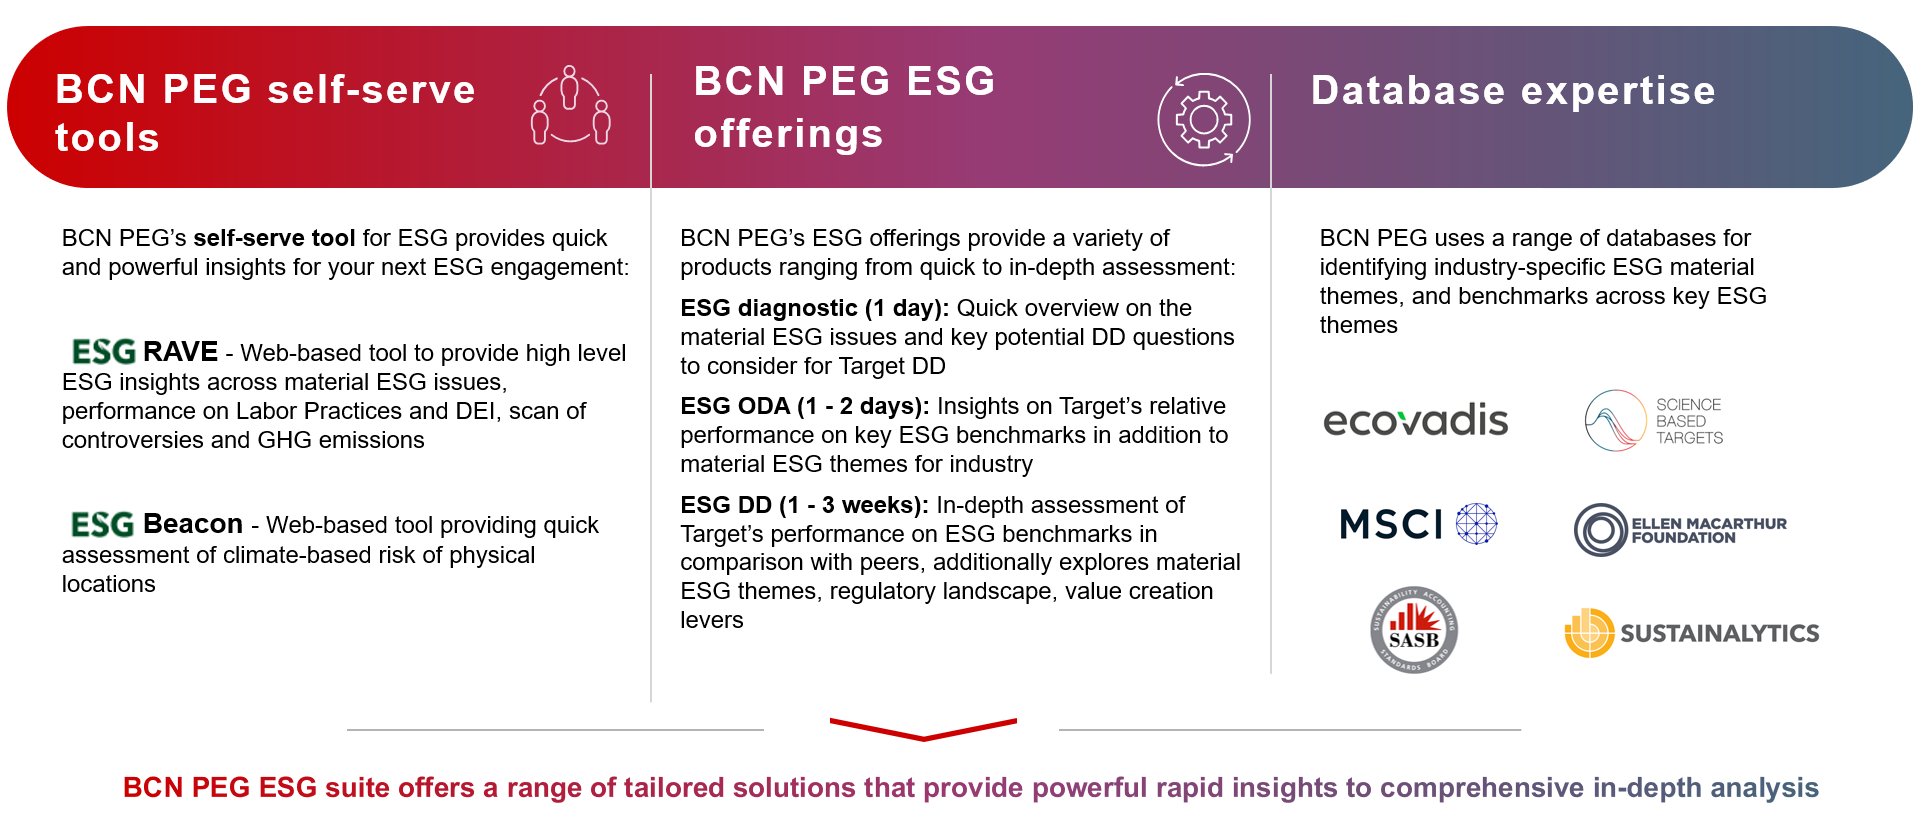 BCN PEG self-serve
tools
BCN PEG ESG
offerings
Database expertise
BCN PEG’s self-serve tool for ESG provides quick
and powerful insights for your next ESG engagement:
ESG RAVE - Web-based tool to provide high level
ESG insights across material ESG issues,
performance on Labor Practices and DEI, scan of
controversies and GHG emissions
ESG Beacon - Web-based tool providing quick
assessment of climate-based risk of physical
locations
BCN PEG’s ESG offerings provide a variety of
products ranging from quick to in-depth assessment:
ESG diagnostic (1 day): Quick overview on the
material ESG issues and key potential DD questions
to consider for Target DD
ESG ODA (1 - 2 days): Insights on Target’s relative
performance on key ESG benchmarks in addition to
material ESG themes for industry
ESG DD (1 - 3 weeks): In-depth assessment of
Target’s performance on ESG benchmarks in
comparison with peers, additionally explores material
ESG themes, regulatory landscape, value creation
levers
BCN PEG uses a range of databases for
identifying industry-specific ESG material
themes, and benchmarks across key ESG
themes
ecovadis
SCIENCE
BASED
TARGETS
MSCI
ELLEN MACARTHUR
FOUNDATION
SUSTAINABILITY ACCOUNTING
SASB
STANDARDS BOARD
SUSTAINALYTICS
BCN PEG ESG suite offers a range of tailored solutions that provide powerful rapid insights to comprehensive in-depth analysis